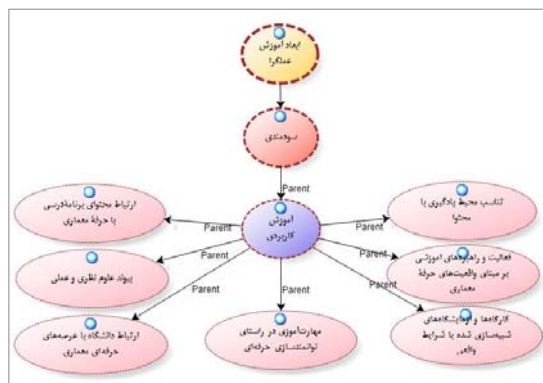 ابعاد آموزش
عملگرا
سودمندی
Parent
آموزش
کاربردی
ارتباط محتوای برنامه‌درسی
با حرفهٔ معماری
Parent
پیوند علوم نظری و عملی
Parent
ارتباط دانشگاه با عرصه‌های
حرفه‌ای معماری
Parent
مهارت‌آموزی در راستای
توانمندسازی حرفه‌ای
Parent
تناسب محیط یادگیری با
محتوا
Parent
فعالیت و راهبردهای آموزشی
بر مبنای واقعیت‌های حرفهٔ
معماری
Parent
کارگاه‌ها و آزمایشگاه‌های
شبیه‌سازی شده با شرایط
واقعی
Parent